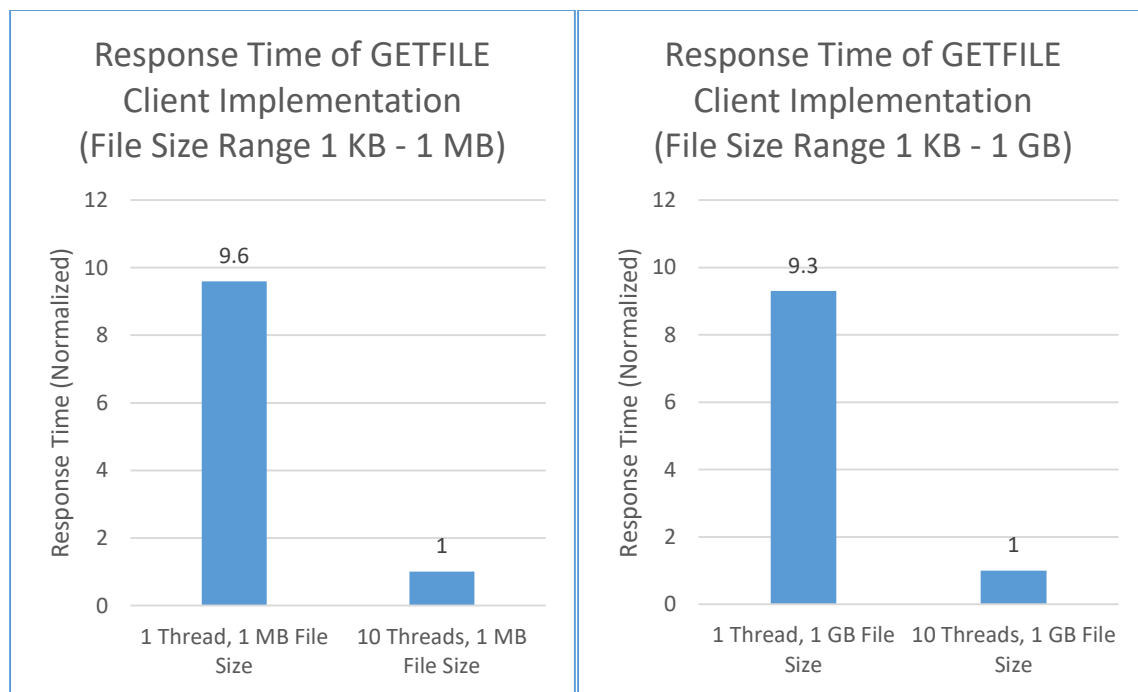 Response Time of GETFILE
Client Implementation
(File Size Range 1 KB - 1 MB)
Response Time (Normalized)
12
10
8
6
4
2
0
9.6
1
1 Thread, 1 MB File
Size
10 Threads, 1 MB
File Size
Response Time of GETFILE
Client Implementation
(File Size Range 1 KB - 1 GB)
Response Time (Normalized)
12
10
8
6
4
2
0
9.3
1
1 Thread, 1 GB File
Size
10 Threads, 1 GB File
Size